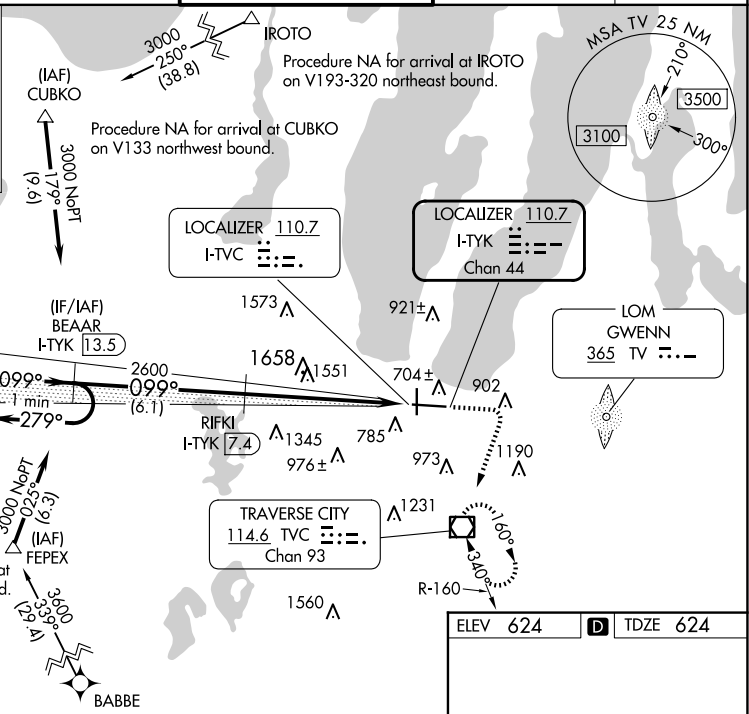 IROTO
3000
250°
(38.8)
Procedure NA for arrival at IROTO
on V193-320 northeast bound.
MSA TV 25 NM
210°
3500
3100
300°
(IAF)
CUBKO
Procedure NA for arrival at CUBKO
on V133 northwest bound.
3000 NoPT
179°
(9.6)
LOCALIZER 110.7
I-TVC
LOCALIZER 110.7
I-TYK
Chan 44
1573
921±
LOM
GWENN
365 TV
(IF/IAF)
BEAAR
I-TYK 13.5
1658
1551
2600
099°
1 min
279°
099°
(6.1)
704±
902
RIFKI
I-TYK 7.4
1345
785
976±
973
1190
3000 NoPT
025°
(6.3)
(IAF)
FEPEX
at
d.
TRAVERSE CITY
114.6 TVC
Chan 93
1231
160°
340°
R-160
1560
3600
339°
(29.4)
BABBE
ELEV 624 D TDZE 624